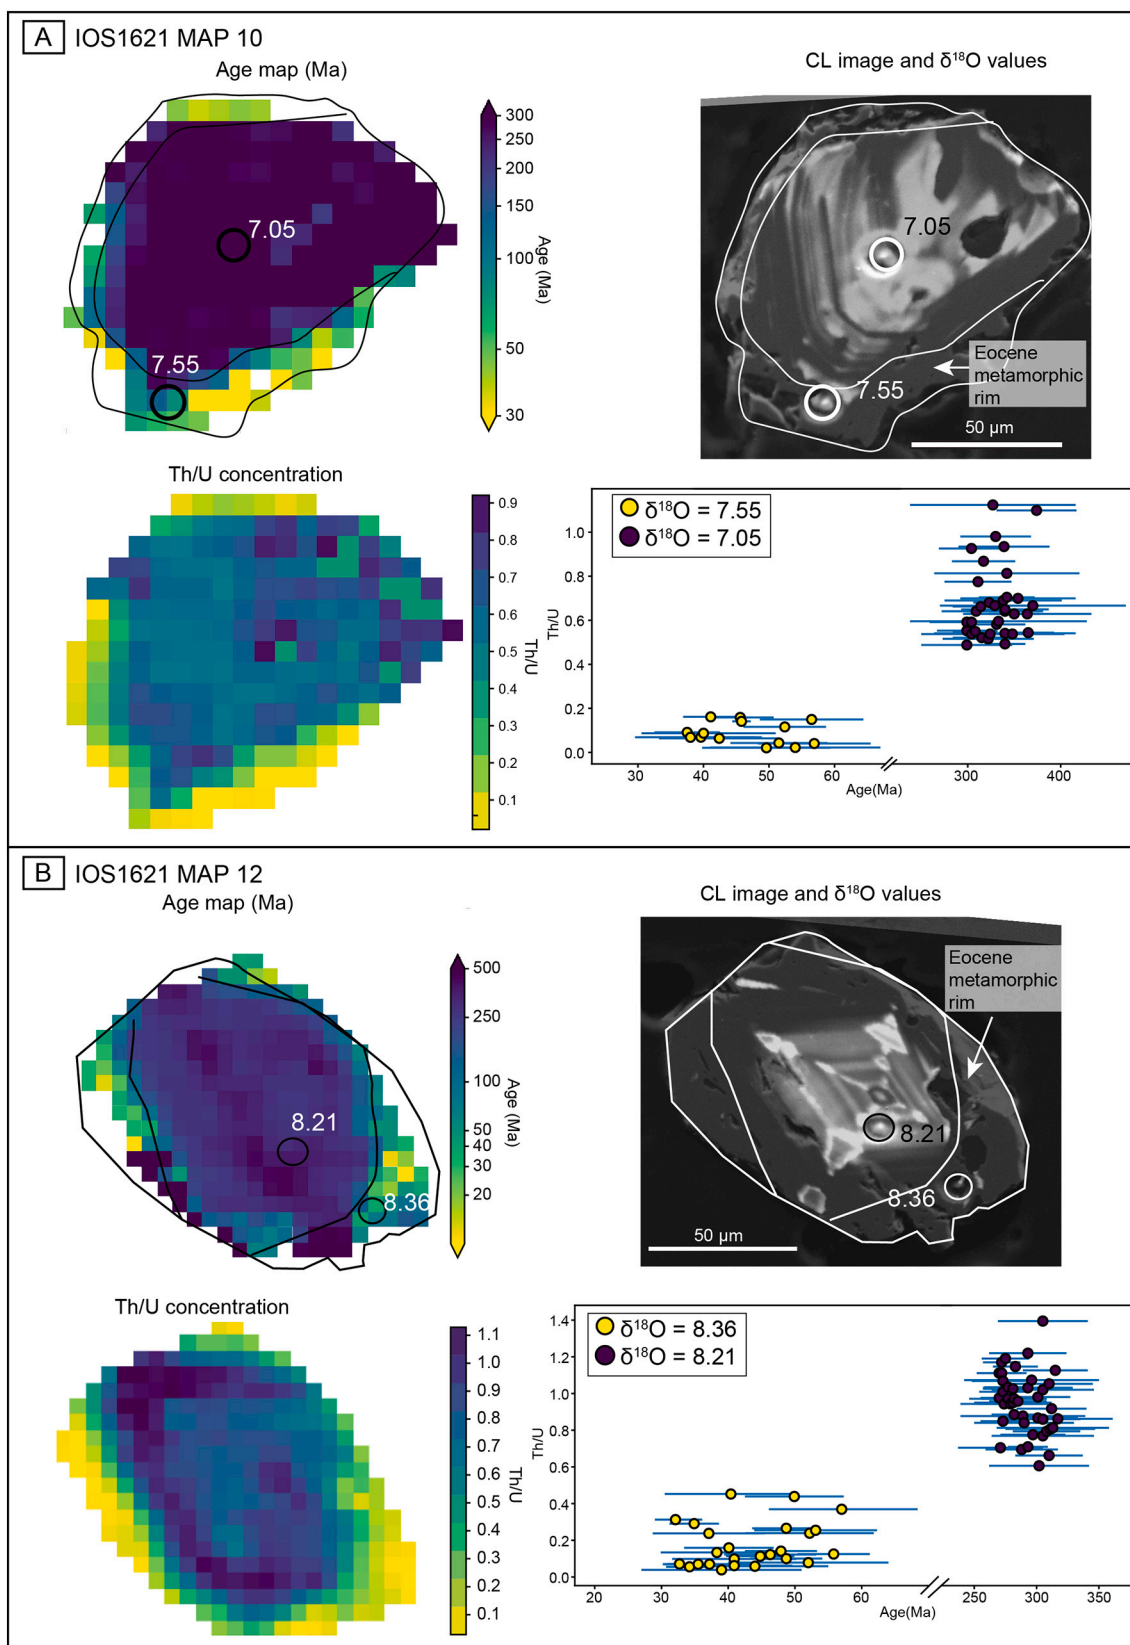 A IOS1621 MAP 10
Age map (Ma)
CL image and δ¹⁸O values
7.05
7.55
300
250
200
150
100
50
30
Age (Ma)
7.05
7.55
Eocene
metamorphic
rim
50 µm
Th/U concentration
0.9
0.8
0.7
0.6
0.5
0.4
0.3
0.2
0.1
Th/U
δ¹⁸O = 7.55
δ¹⁸O = 7.05
1.0
0.8
0.6
0.4
0.2
0.0
Th/U
30 40 50 60 300 400
Age(Ma)
B IOS1621 MAP 12
Age map (Ma)
CL image and δ¹⁸O values
8.21
8.36
500
250
100
50
40
30
20
Age (Ma)
Eocene
metamorphic
rim
8.21
8.36
50 µm
Th/U concentration
1.1
1.0
0.9
0.8
0.7
0.6
0.5
0.4
0.3
0.2
0.1
Th/U
δ¹⁸O = 8.36
δ¹⁸O = 8.21
1.4
1.2
1.0
0.8
0.6
0.4
0.2
0.0
Th/U
20 30 40 50 60 250 300 350
Age(Ma)